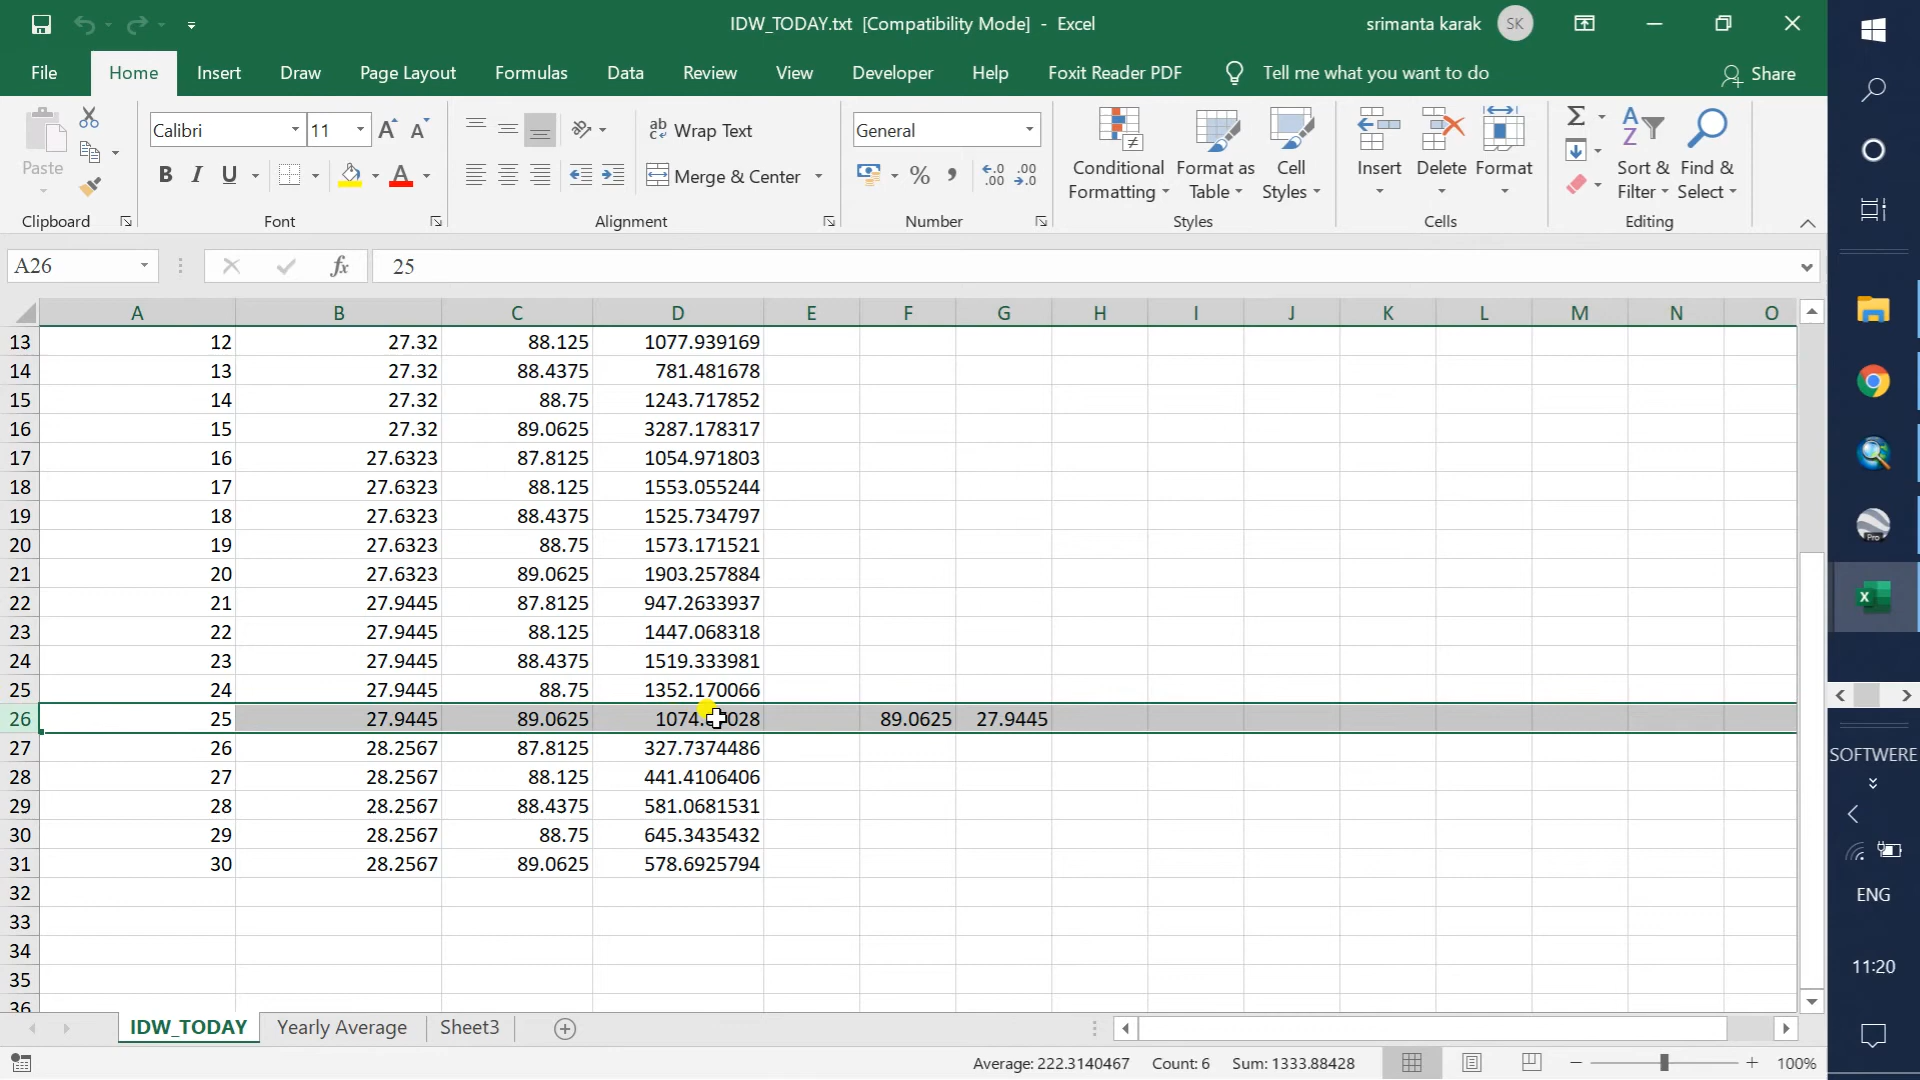 IDW_TODAY.txt [Compatibility Mode] - Excel
srimanta karak SK
File Home Insert Draw Page Layout Formulas Data Review View Developer Help Foxit Reader PDF Tell me what you want to do Share
Paste
Clipboard
Calibri 11
B I U A
Font
ab Wrap Text
Merge & Center
Alignment
General
% ,
Number
Conditional Formatting
Format as Table
Cell Styles
Styles
Insert Delete Format
Cells
Sort & Filter
Find & Select
Editing
A26 fx 25
A B C D E F G H I J K L M N O
13 12 27.32 88.125 1077.939169
14 13 27.32 88.4375 781.481678
15 14 27.32 88.75 1243.717852
16 15 27.32 89.0625 3287.178317
17 16 27.6323 87.8125 1054.971803
18 17 27.6323 88.125 1553.055244
19 18 27.6323 88.4375 1525.734797
20 19 27.6323 88.75 1573.171521
21 20 27.6323 89.0625 1903.257884
22 21 27.9445 87.8125 947.2633937
23 22 27.9445 88.125 1447.068318
24 23 27.9445 88.4375 1519.333981
25 24 27.9445 88.75 1352.170066
26 25 27.9445 89.0625 89.0625 27.9445
27 26 28.2567 87.8125 327.7374486
28 27 28.2567 88.125 441.4106406
29 28 28.2567 88.4375 581.0681531
30 29 28.2567 88.75 645.3435432
31 30 28.2567 89.0625 578.6925794
32
33
34
35
36
IDW_TODAY Yearly Average Sheet3
Average: 222.3140467 Count: 6 Sum: 1333.88428 100%
Pro
SOFTWERE
ENG
11:20